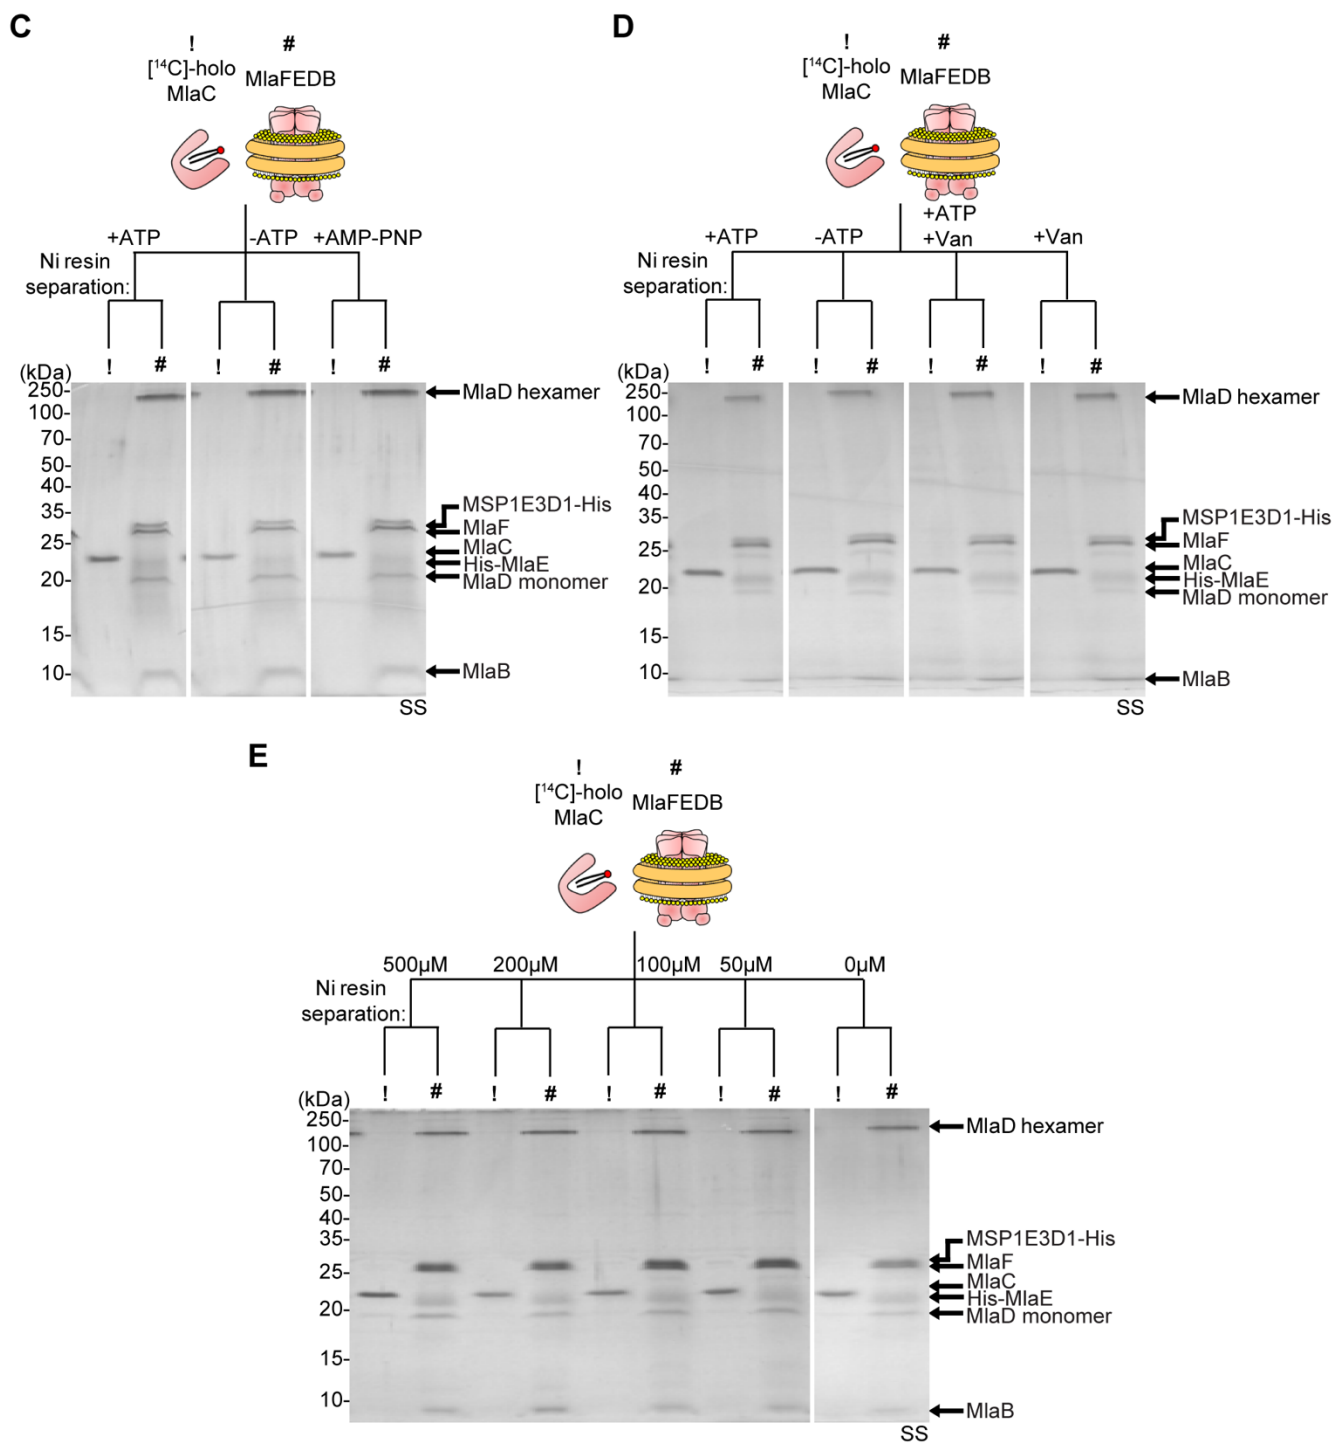 C
!
#
[14C]-holo
MlaC
MlaFEDB
+ATP
-ATP
+AMP-PNP
Ni resin
separation:
! # ! # ! #
(kDa)
250-
100-
70-
50-
40-
35-
25-
20-
15-
10-
MlaD hexamer
MSP1E3D1-His
MlaF
MlaC
His-MlaE
MlaD monomer
MlaB
SS
D
!
#
[14C]-holo
MlaC
MlaFEDB
+ATP
-ATP
+ATP
+Van
+Van
Ni resin
separation:
! # ! # ! # ! #
(kDa)
250-
100-
70-
50-
40-
35-
25-
20-
15-
10-
MlaD hexamer
MSP1E3D1-His
MlaF
MlaC
His-MlaE
MlaD monomer
MlaB
SS
E
!
#
[14C]-holo
MlaC
MlaFEDB
500µM
200µM
100µM
50µM
0µM
Ni resin
separation:
! # ! # ! # ! # ! #
(kDa)
250-
100-
70-
50-
40-
35-
25-
20-
15-
10-
MlaD hexamer
MSP1E3D1-His
MlaF
MlaC
His-MlaE
MlaD monomer
MlaB
SS